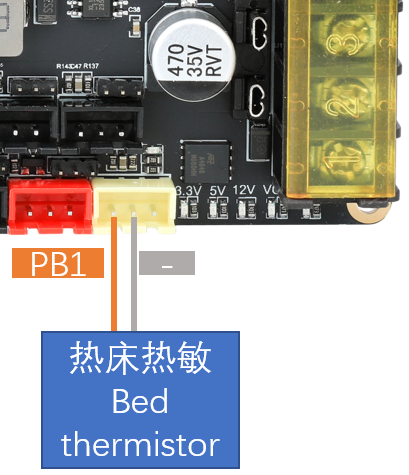 C38
470
35V
RVT
R143 C47 R137
3
2
1
3.3V 5V 12V
PB1
-
热床热敏
Bed
thermistor